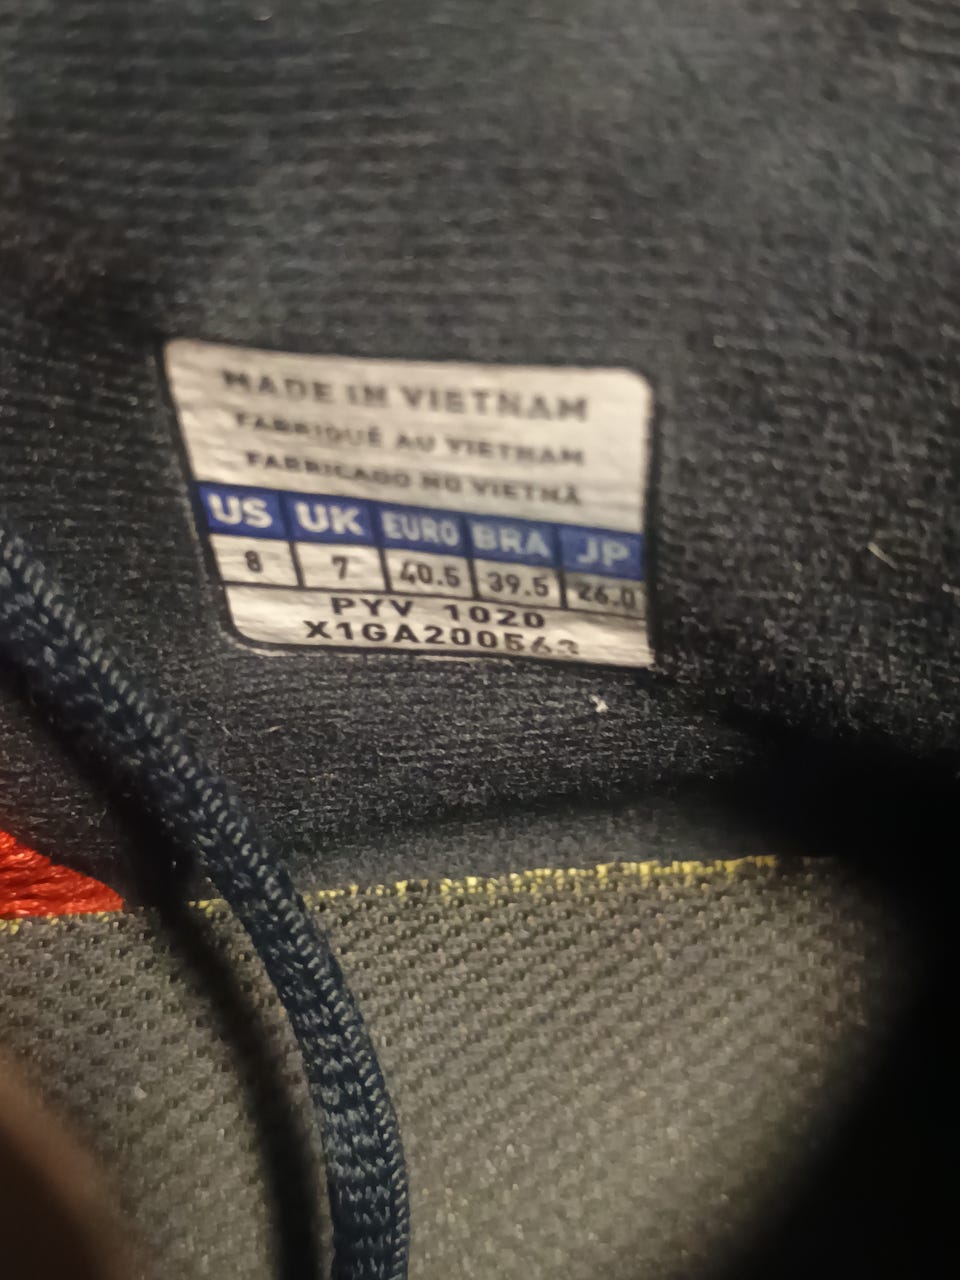 MADE IN VIETNAM
FABRIQUÉ AU VIETNAM
FABRICADO NO VIETNÃ
US UK EURO BRA JP
8 7 40.5 39.5 26.0
PYV 1020